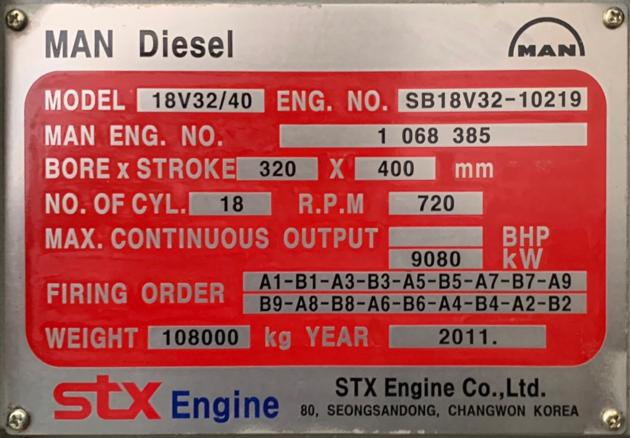 MAN Diesel
MAN
MODEL 18V32/40 ENG. NO. SB18V32-10219
MAN ENG. NO. 1 068 385
BORE x STROKE 320 X 400 mm
NO. OF CYL. 18 R.P.M 720
MAX. CONTINUOUS OUTPUT BHP
9080 kW
FIRING ORDER A1-B1-A3-B3-A5-B5-A7-B7-A9
B9-A8-B8-A6-B6-A4-B4-A2-B2
WEIGHT 108000 kg YEAR 2011.
STX Engine STX Engine Co.,Ltd.
80, SEONGSANDONG, CHANGWON KOREA